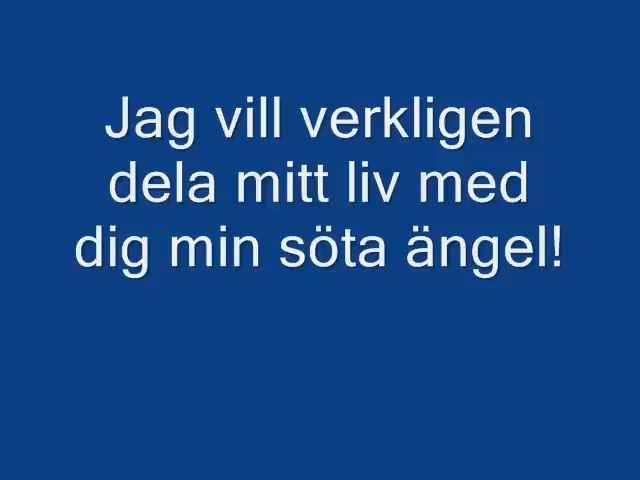 Jag vill verkligen
dela mitt liv med
dig min söta ängel!